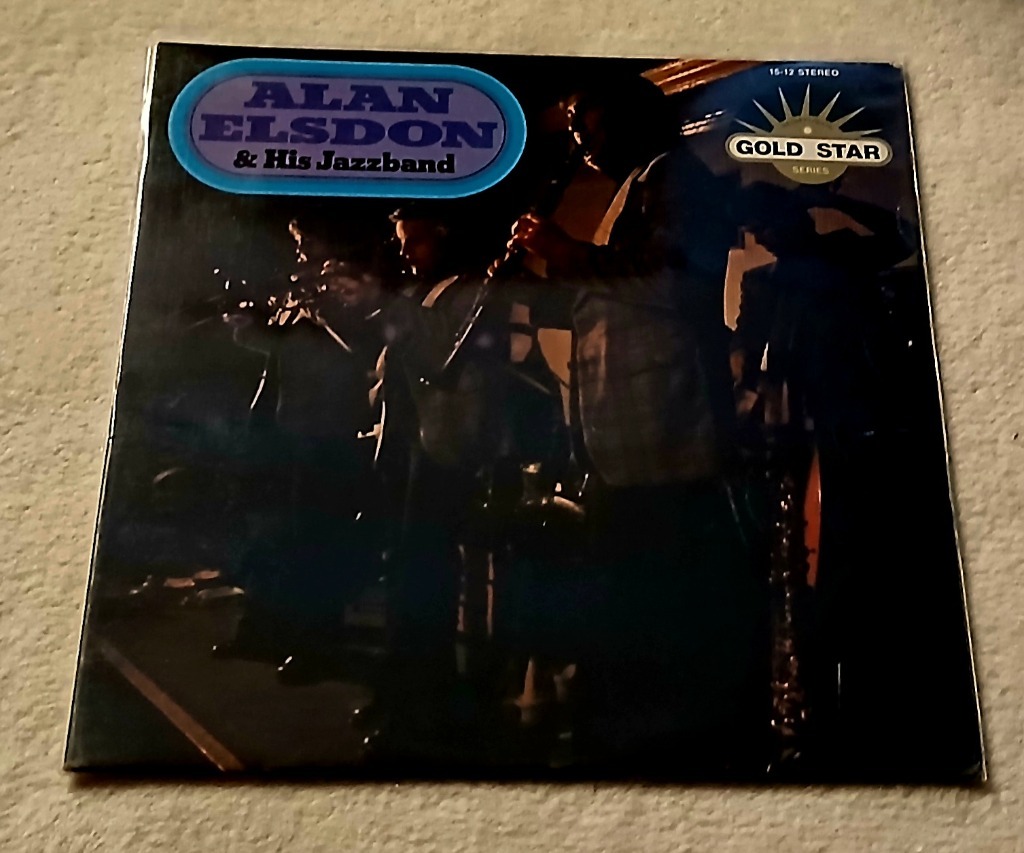 ALAN
ELSDON
& His Jazzband
15-12 STEREO
GOLD STAR
SERIES